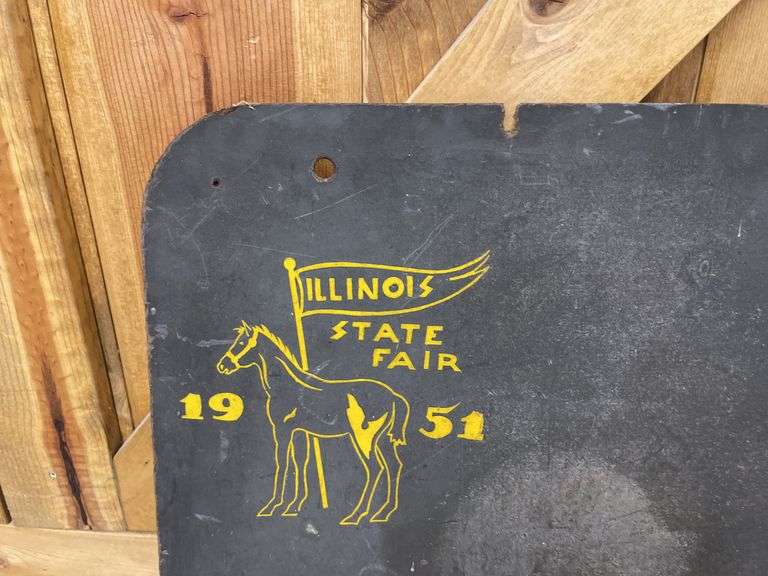 ILLINOIS
STATE
FAIR
19 51